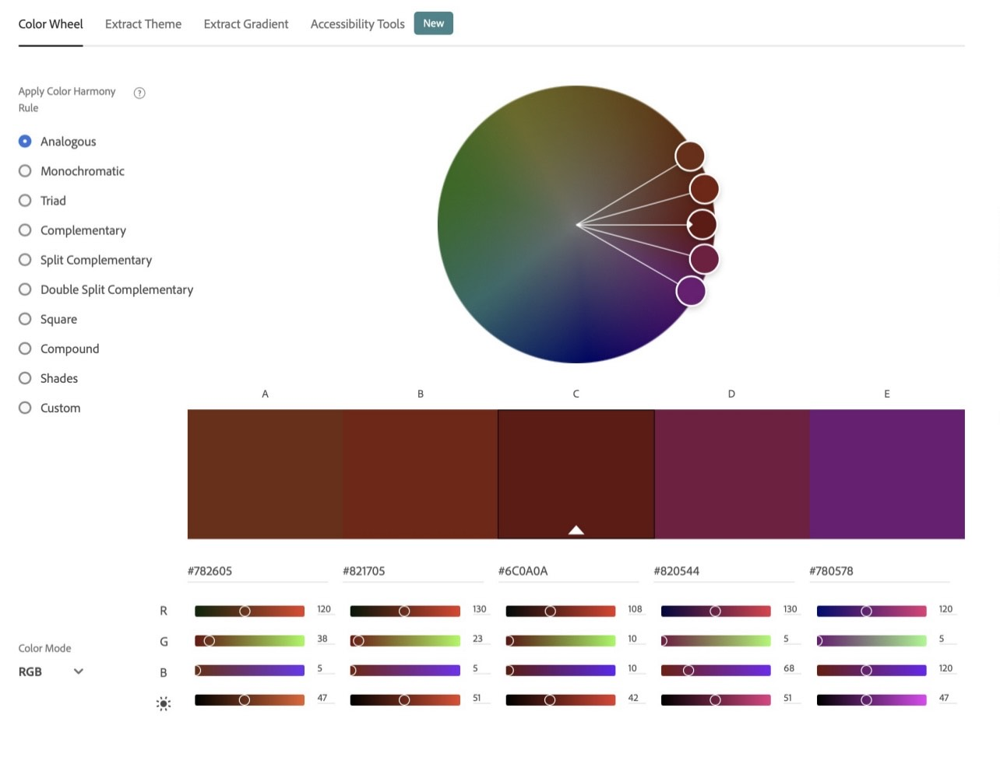 Color Wheel Extract Theme Extract Gradient Accessibility Tools New
Apply Color Harmony
Rule
?
Analogous
Monochromatic
Triad
Complementary
Split Complementary
Double Split Complementary
Square
Compound
Shades
Custom
A B C D E
#782605 #821705 #6C0A0A #820544 #780578
R 120 130 108 130 120
G 38 23 10 5 5
Color Mode
RGB
B 5 5 10 68 120
47 51 42 51 47